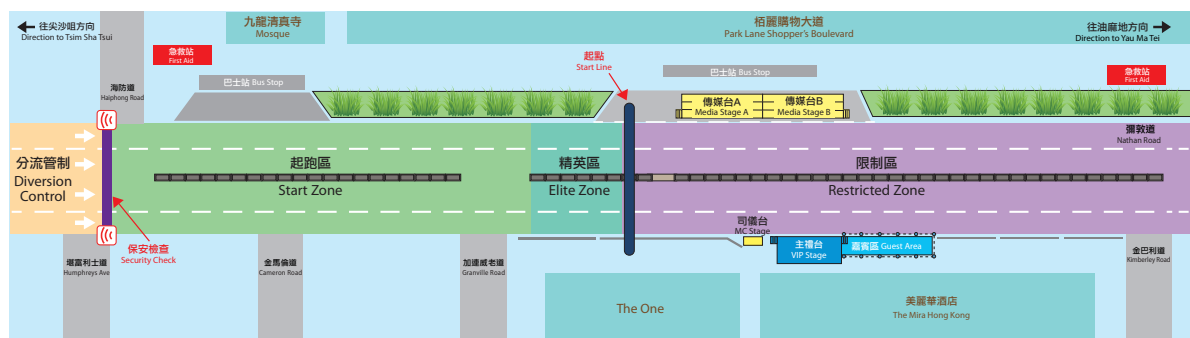 往尖沙咀方向
Direction to Tsim Sha Tsui
九龍清真寺
Mosque
栢麗購物大道
Park Lane Shopper's Boulevard
往油麻地方向
Direction to Yau Ma Tei
急救站
First Aid
起點
Start Line
巴士站 Bus Stop
巴士站 Bus Stop
急救站
First Aid
海防道
Haiphong Road
傳媒台A
Media Stage A
傳媒台B
Media Stage B
彌敦道
Nathan Road
分流管制
Diversion
Control
起跑區
Start Zone
精英區
Elite Zone
限制區
Restricted Zone
司儀台
MC Stage
保安檢查
Security Check
主禮台
VIP Stage
嘉賓區 Guest Area
堪富利士道
Humphreys Ave
金馬倫道
Cameron Road
加連威老道
Granville Road
金巴利道
Kimberley Road
The One
美麗華酒店
The Mira Hong Kong